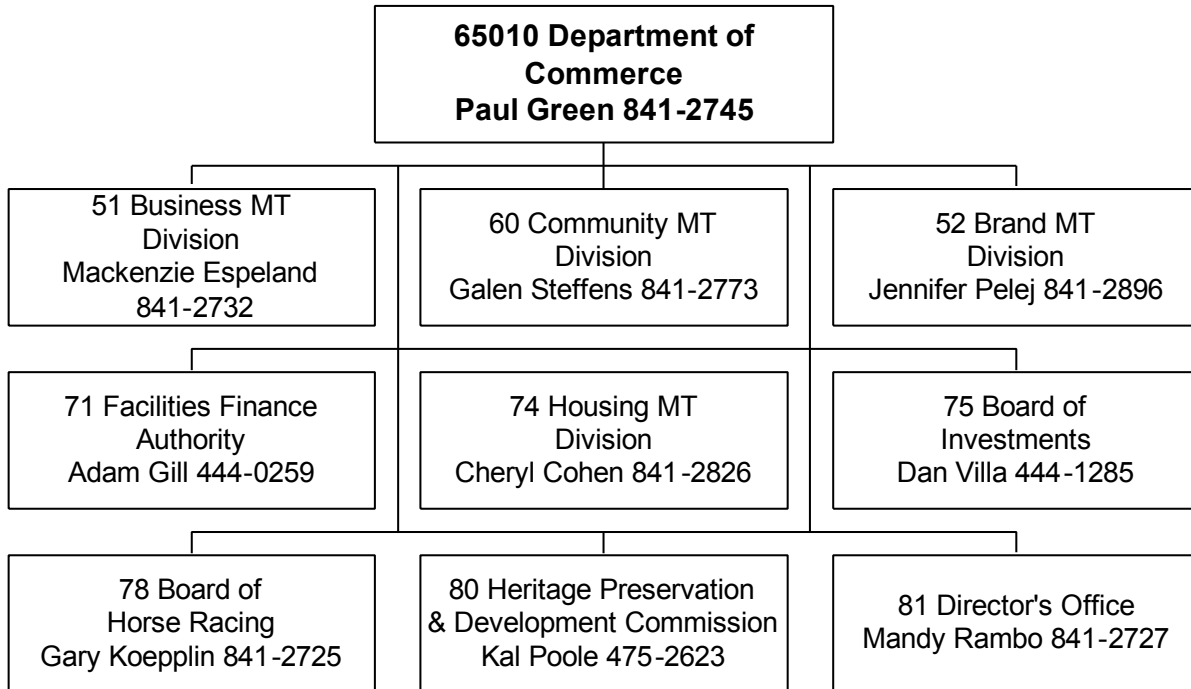 65010 Department of
Commerce
Paul Green 841-2745
51 Business MT
Division
Mackenzie Espeland
841-2732
60 Community MT
Division
Galen Steffens 841-2773
52 Brand MT
Division
Jennifer Pelej 841-2896
71 Facilities Finance
Authority
Adam Gill 444-0259
74 Housing MT
Division
Cheryl Cohen 841-2826
75 Board of
Investments
Dan Villa 444-1285
78 Board of
Horse Racing
Gary Koepplin 841-2725
80 Heritage Preservation
& Development Commission
Kal Poole 475-2623
81 Director's Office
Mandy Rambo 841-2727